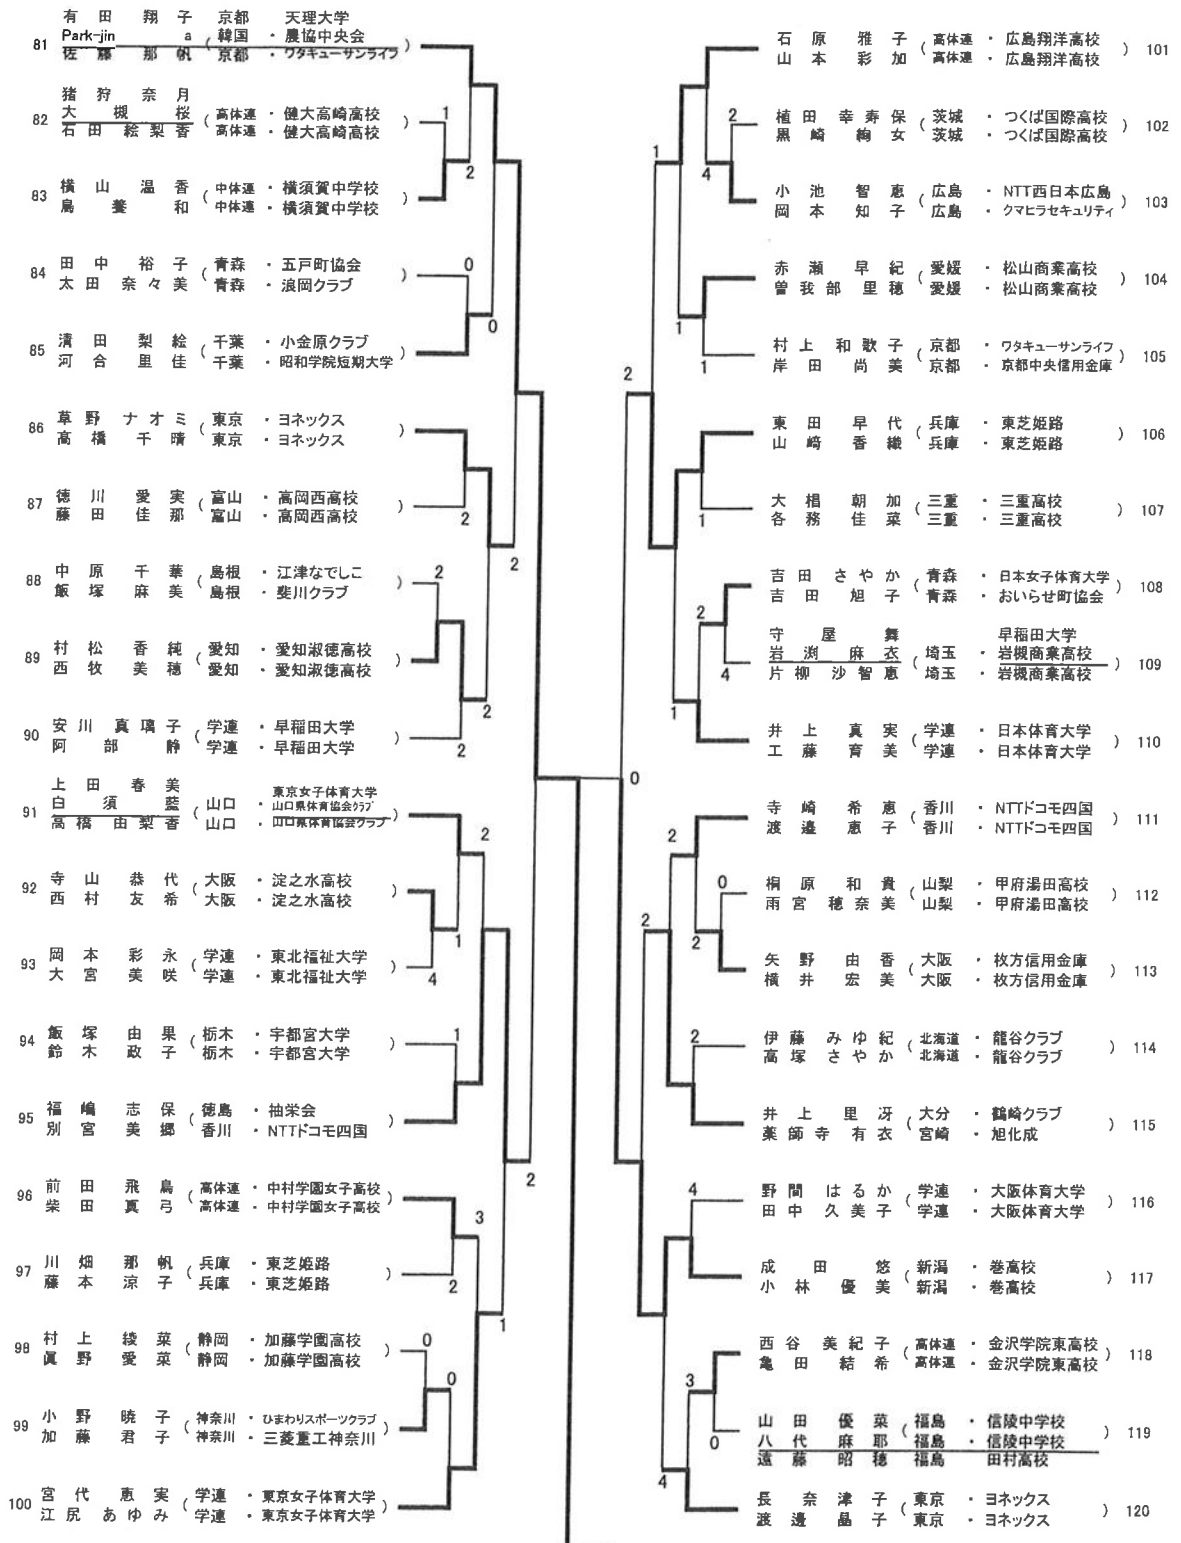 有田 翔子 京都 天理大学
81 Park-jin a ( 韓国 ・ 農協中央会 )
佐藤 那帆 京都 ・ ワタキューサンライフ
猪狩 奈月
82 大槻 桜 ( 高体連 ・ 健大高崎高校 )
石田 絵梨香 高体連 ・ 健大高崎高校
1
2
83 横山 温香 ( 中体連 ・ 横須賀中学校 )
鳥養 和 中体連 ・ 横須賀中学校
84 田中 裕子 ( 青森 ・ 五戸町協会 )
太田 奈々美 青森 ・ 浪岡クラブ
0
0
85 清田 梨絵 ( 千葉 ・ 小金原クラブ )
河合 里佳 千葉 ・ 昭和学院短期大学
86 草野 ナオミ ( 東京 ・ ヨネックス )
高橋 千晴 東京 ・ ヨネックス
87 徳川 愛実 ( 富山 ・ 高岡西高校 )
藤田 佳那 富山 ・ 高岡西高校
2
2
88 中原 千華 ( 島根 ・ 江津なでしこ )
飯塚 麻美 島根 ・ 斐川クラブ
2
89 村松 香純 ( 愛知 ・ 愛知淑徳高校 )
西牧 美穂 愛知 ・ 愛知淑徳高校
2
90 安川 真璃子 ( 学連 ・ 早稲田大学 )
阿部 静 学連 ・ 早稲田大学
2
上田 春美 東京女子体育大学
91 白須 藍 ( 山口 ・ 山口県体育協会クラブ )
高橋 由梨香 山口 ・ 山口県体育協会クラブ
2
92 寺山 恭代 ( 大阪 ・ 淀之水高校 )
西村 友希 大阪 ・ 淀之水高校
1
93 岡本 彩永 ( 学連 ・ 東北福祉大学 )
大宮 美咲 学連 ・ 東北福祉大学
4
94 飯塚 由果 ( 栃木 ・ 宇都宮大学 )
鈴木 政子 栃木 ・ 宇都宮大学
1
95 福嶋 志保 ( 徳島 ・ 柚栄会 )
別宮 美郷 香川 ・ NTTドコモ四国
2
96 前田 飛鳥 ( 高体連 ・ 中村学園女子高校 )
柴田 真弓 高体連 ・ 中村学園女子高校
3
97 川畑 那帆 ( 兵庫 ・ 東芝姫路 )
藤本 涼子 兵庫 ・ 東芝姫路
2
1
98 村上 綾菜 ( 静岡 ・ 加藤学園高校 )
眞野 愛菜 静岡 ・ 加藤学園高校
0
0
99 小野 暁子 ( 神奈川 ・ ひまわりスポーツクラブ )
加藤 君子 神奈川 ・ 三菱重工神奈川
100 宮代 恵実 ( 学連 ・ 東京女子体育大学 )
江尻 あゆみ 学連 ・ 東京女子体育大学
石原 雅子 ( 高体連 ・ 広島翔洋高校 ) 101
山本 彩加 高体連 ・ 広島翔洋高校
2
植田 幸寿保 ( 茨城 ・ つくば国際高校 ) 102
黒崎 絢女 茨城 ・ つくば国際高校
1
4
小池 智恵 ( 広島 ・ NTT西日本広島 ) 103
岡本 知子 広島 ・ クマヒラセキュリティ
赤瀬 早紀 ( 愛媛 ・ 松山商業高校 ) 104
曽我部 里穂 愛媛 ・ 松山商業高校
1
村上 和歌子 ( 京都 ・ ワタキューサンライフ ) 105
岸田 尚美 京都 ・ 京都中央信用金庫
1
2
東田 早代 ( 兵庫 ・ 東芝姫路 ) 106
山﨑 香織 兵庫 ・ 東芝姫路
大椙 朝加 ( 三重 ・ 三重高校 ) 107
各務 佳菜 三重 ・ 三重高校
1
吉田 さやか ( 青森 ・ 日本女子体育大学 ) 108
吉田 旭子 青森 ・ おいらせ町協会
2
守屋 舞 早稲田大学
岩渕 麻衣 ( 埼玉 ・ 岩槻商業高校 ) 109
片柳 沙智恵 埼玉 ・ 岩槻商業高校
4
1
井上 真実 ( 学連 ・ 日本体育大学 ) 110
工藤 育美 学連 ・ 日本体育大学
0
寺崎 希恵 ( 香川 ・ NTTドコモ四国 ) 111
渡邉 恵子 香川 ・ NTTドコモ四国
2
0
桐原 和貴 ( 山梨 ・ 甲府湯田高校 ) 112
雨宮 穂奈美 山梨 ・ 甲府湯田高校
2
2
矢野 由香 ( 大阪 ・ 枚方信用金庫 ) 113
横井 宏美 大阪 ・ 枚方信用金庫
2
伊藤 みゆ紀 ( 北海道 ・ 龍谷クラブ ) 114
高塚 さやか 北海道 ・ 龍谷クラブ
井上 里冴 ( 大分 ・ 鶴崎クラブ ) 115
薬師寺 有衣 宮崎 ・ 旭化成
4
野間 はるか ( 学連 ・ 大阪体育大学 ) 116
田中 久美子 学連 ・ 大阪体育大学
成田 悠 ( 新潟 ・ 巻高校 ) 117
小林 優美 新潟 ・ 巻高校
西谷 美紀子 ( 高体連 ・ 金沢学院東高校 ) 118
亀田 結希 高体連 ・ 金沢学院東高校
3
山田 優菜 福島 ・ 信陵中学校
八代 麻耶 ( 福島 ・ 信陵中学校 ) 119
遠藤 昭穂 福島 田村高校
0
4
長 奈津子 ( 東京 ・ ヨネックス ) 120
渡邊 晶子 東京 ・ ヨネックス